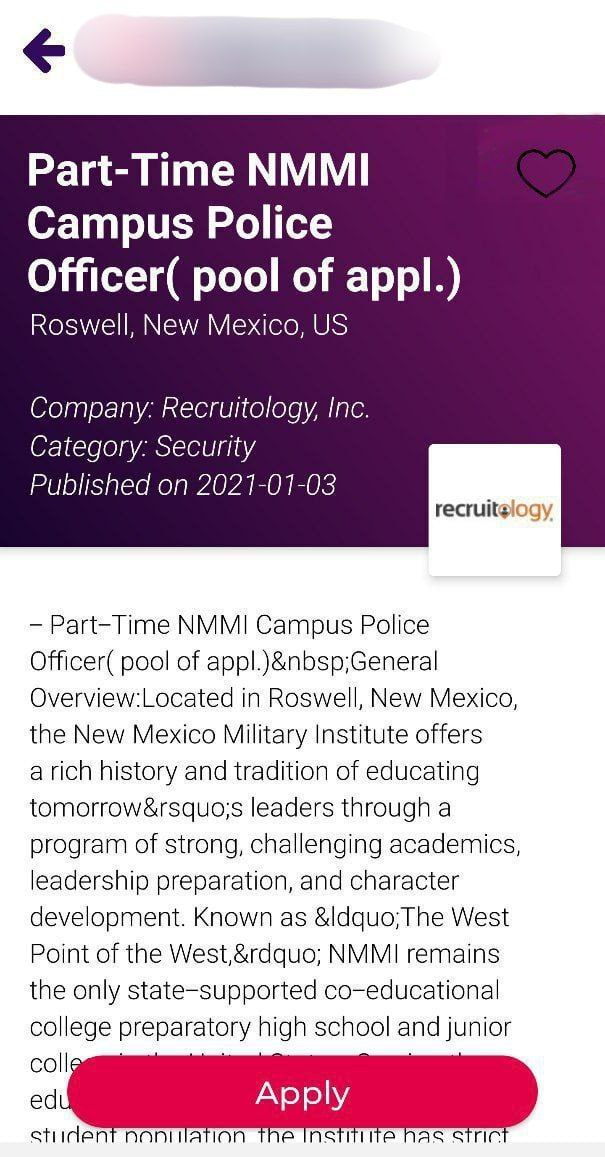 Part-Time NMMI
Campus Police
Officer( pool of appl.)
Roswell, New Mexico, US
Company: Recruitology, Inc.
Category: Security
Published on 2021-01-03
recruitology
– Part–Time NMMI Campus Police
Officer( pool of appl.)&nbsp;General
Overview:Located in Roswell, New Mexico,
the New Mexico Military Institute offers
a rich history and tradition of educating
tomorrow&rsquo;s leaders through a
program of strong, challenging academics,
leadership preparation, and character
development. Known as &ldquo;The West
Point of the West,&rdquo; NMMI remains
the only state–supported co–educational
college preparatory high school and junior
Apply
student population, the Institute has strict